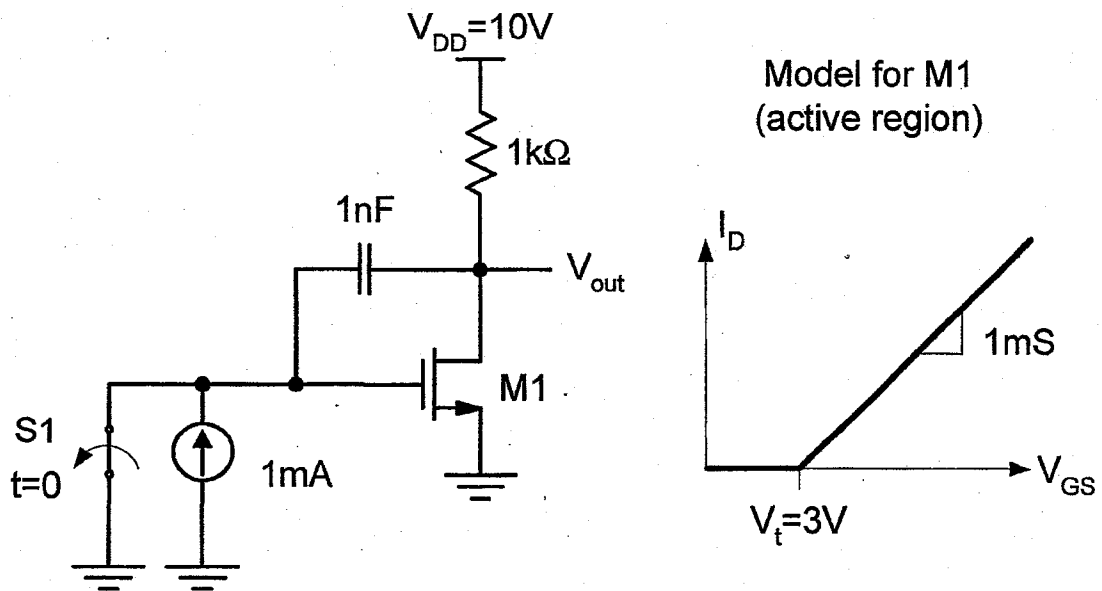 V_DD=10V
Model for M1
(active region)
1kΩ
1nF
V_out
M1
S1
t=0
1mA
I_D
1mS
V_GS
V_t=3V